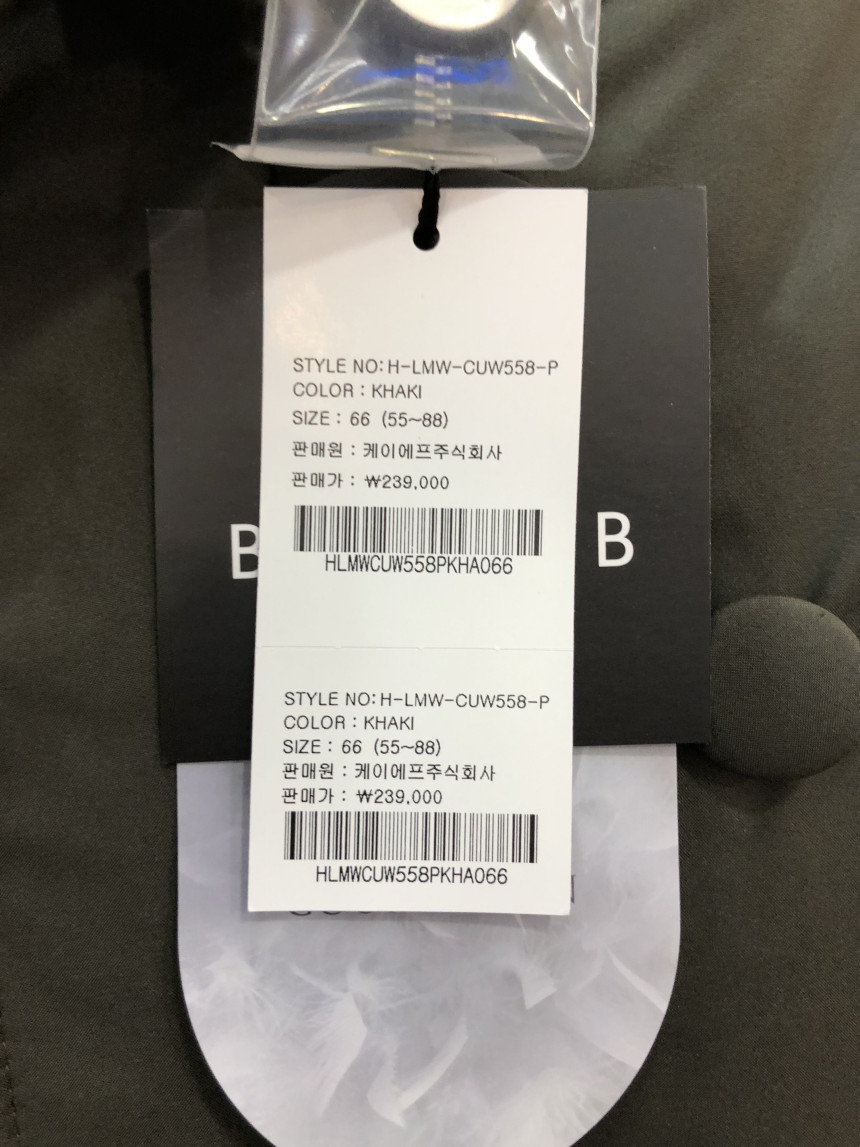 STYLE NO: H-LMW-CUW558-P
COLOR : KHAKI
SIZE : 66 (55~88)
판매원 : 케이에프주식회사
판매가 : ₩239,000
B B
HLMWCUW558PKHA066
STYLE NO: H-LMW-CUW558-P
COLOR : KHAKI
SIZE : 66 (55~88)
판매원 : 케이에프주식회사
판매가 : ₩239,000
HLMWCUW558PKHA066